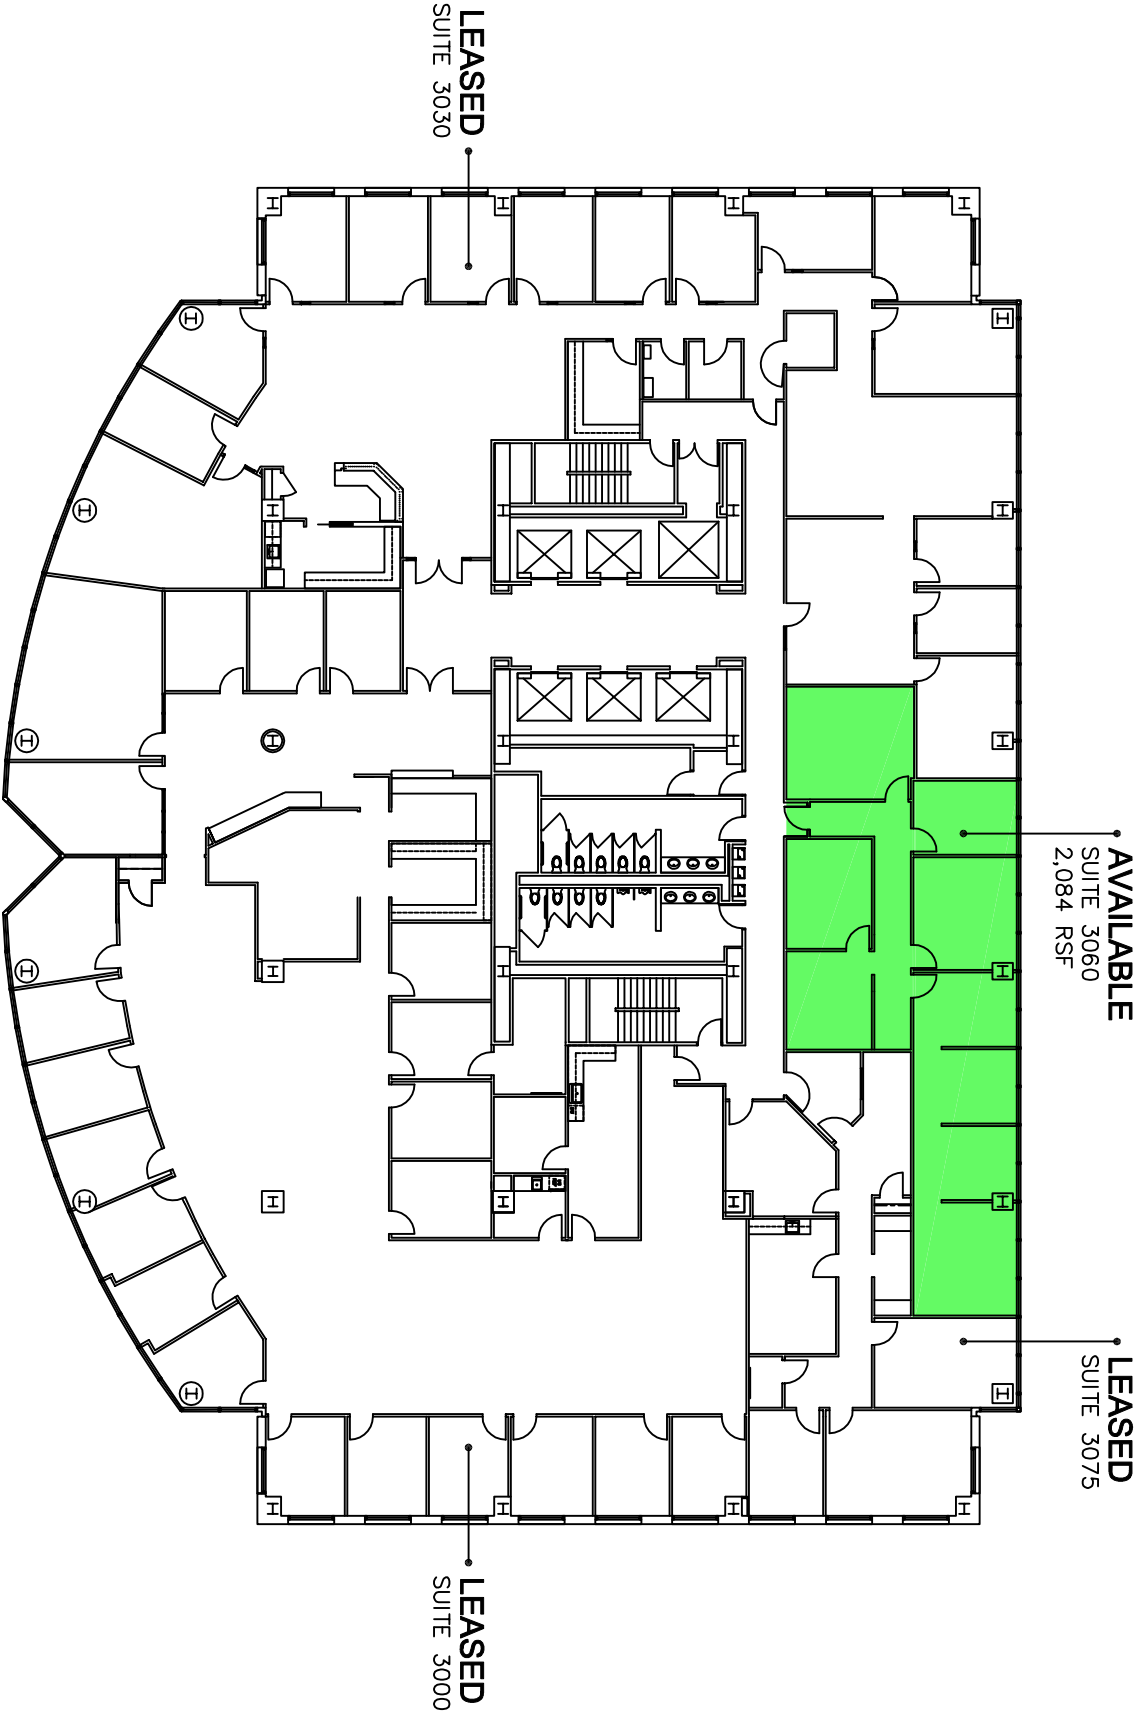 LEASED
SUITE 3030
AVAILABLE
SUITE 3060
2,084 RSF
LEASED
SUITE 3075
LEASED
SUITE 3000